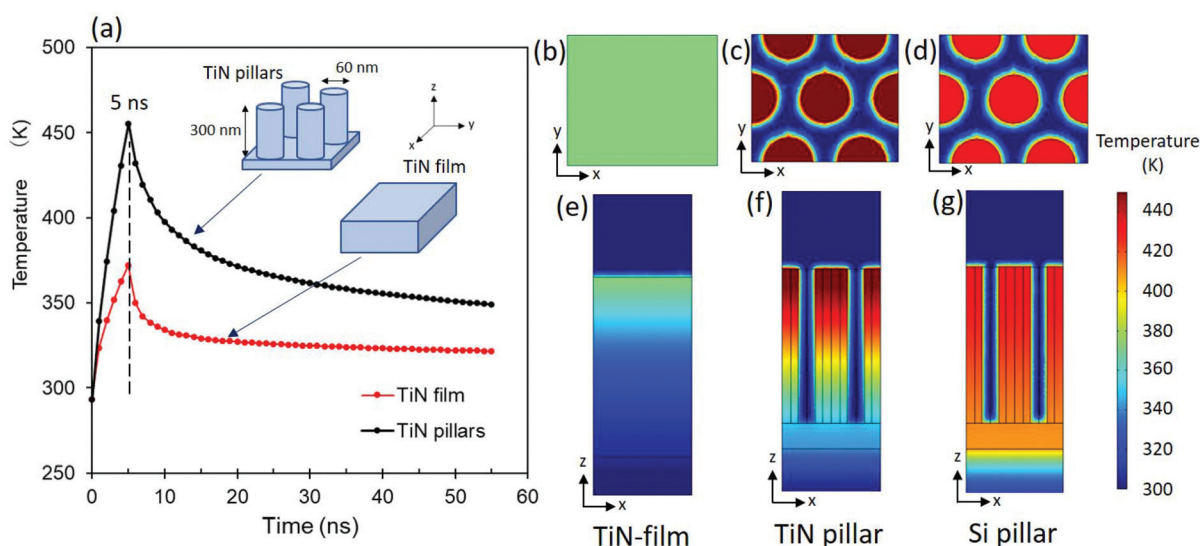 (a)
500
450
400
350
300
250
Temperature (K)
0
10
20
30
40
50
60
Time (ns)
5 ns
TiN pillars
60 nm
300 nm
z
y
x
TiN film
TiN film
TiN pillars
(b)
y
x
(c)
y
x
(d)
y
x
Temperature
(K)
440
420
400
380
360
340
320
300
(e)
z
x
TiN-film
(f)
z
x
TiN pillar
(g)
z
x
Si pillar